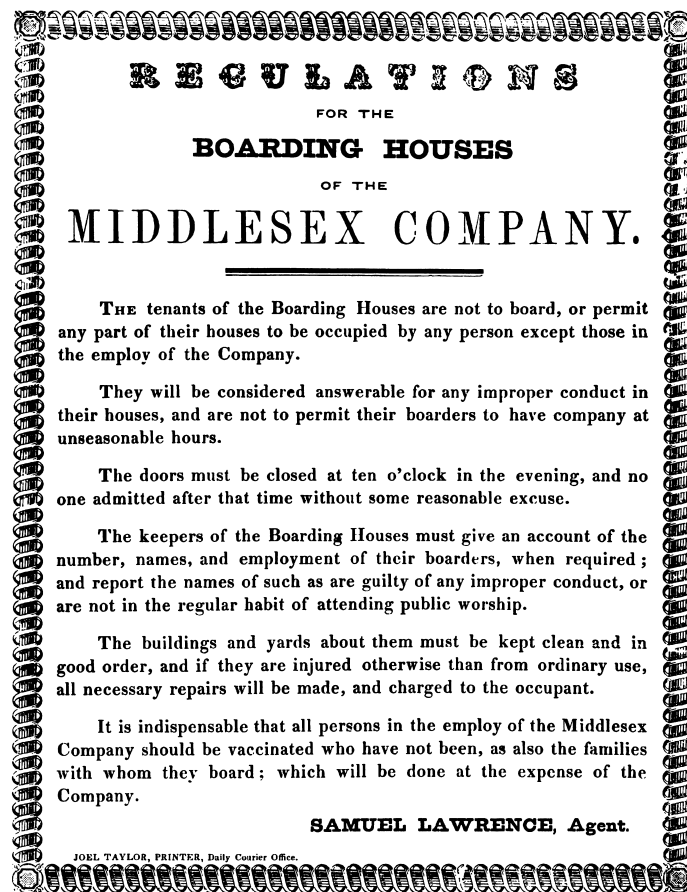 REGULATIONS
FOR THE
BOARDING HOUSES
OF THE
MIDDLESEX COMPANY.
THE tenants of the Boarding Houses are not to board, or permit
any part of their houses to be occupied by any person except those in
the employ of the Company.
They will be considered answerable for any improper conduct in
their houses, and are not to permit their boarders to have company at
unseasonable hours.
The doors must be closed at ten o'clock in the evening, and no
one admitted after that time without some reasonable excuse.
The keepers of the Boarding Houses must give an account of the
number, names, and employment of their boarders, when required;
and report the names of such as are guilty of any improper conduct, or
are not in the regular habit of attending public worship.
The buildings and yards about them must be kept clean and in
good order, and if they are injured otherwise than from ordinary use,
all necessary repairs will be made, and charged to the occupant.
It is indispensable that all persons in the employ of the Middlesex
Company should be vaccinated who have not been, as also the families
with whom they board; which will be done at the expense of the
Company.
SAMUEL LAWRENCE, Agent.
JOEL TAYLOR, PRINTER, Daily Courier Office.